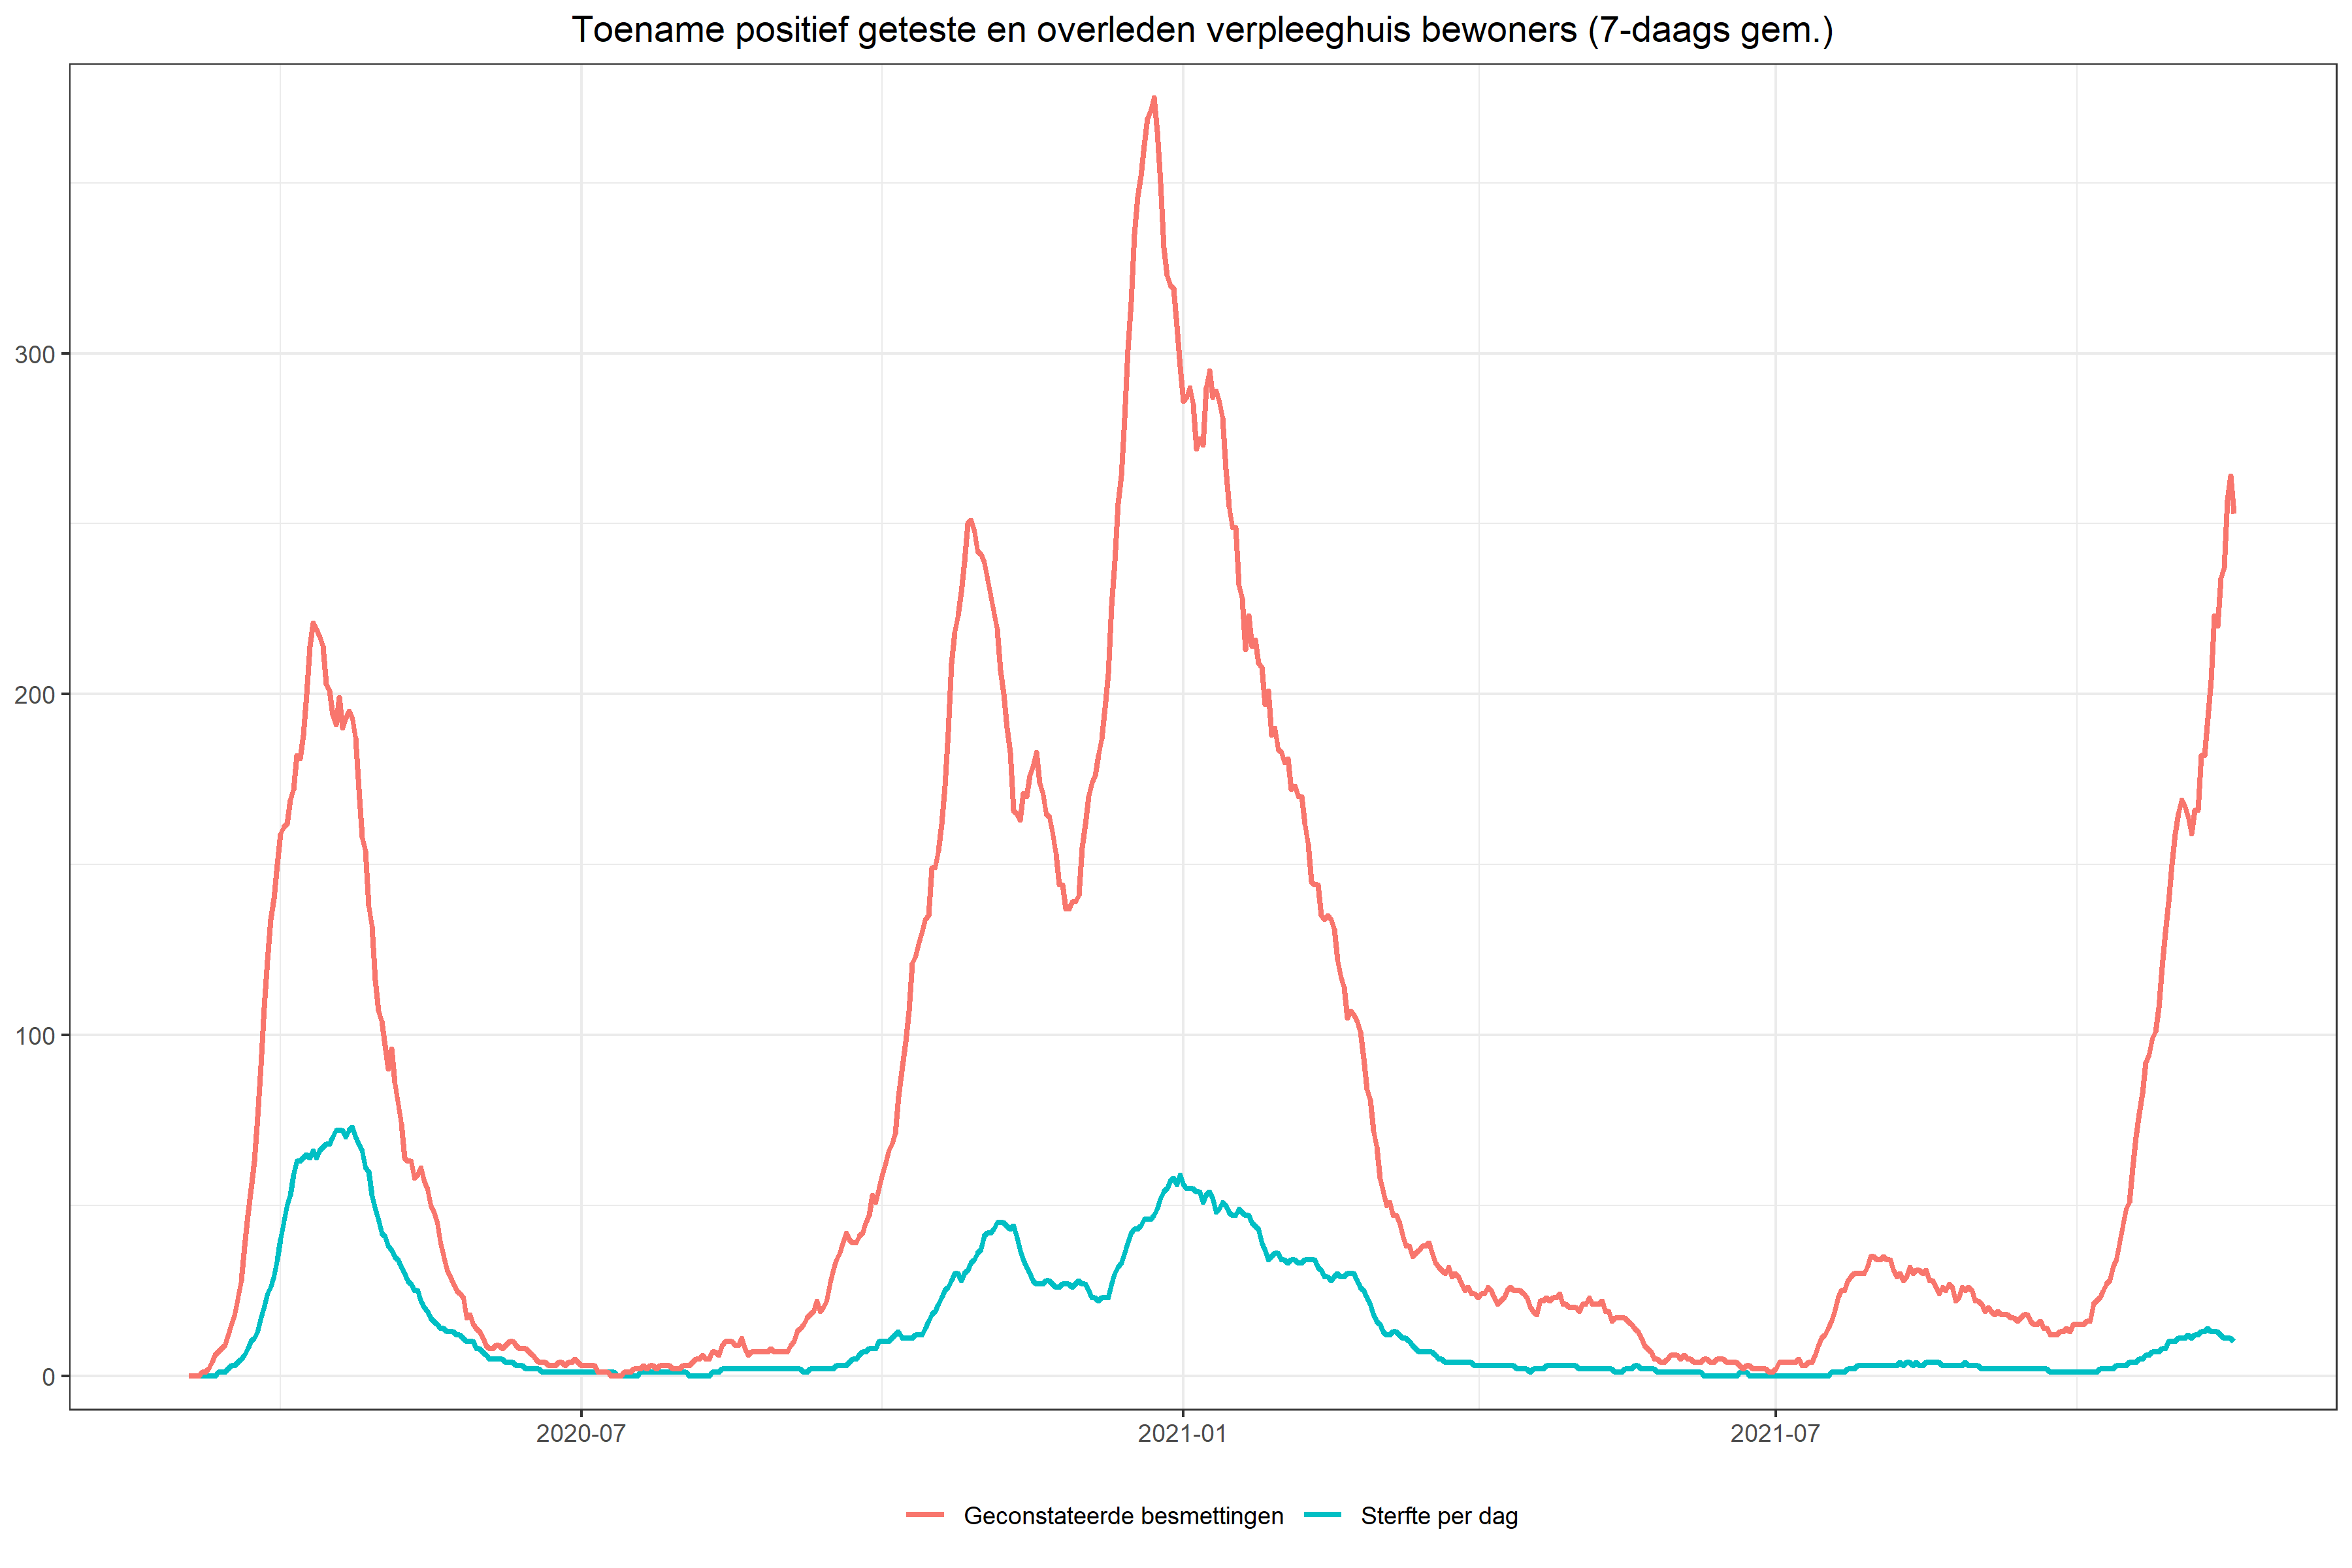 Toename positief geteste en overleden verpleeghuis bewoners (7-daags gem.)
300
200
100
0
2020-07 2021-01 2021-07
Geconstateerde besmettingen Sterfte per dag